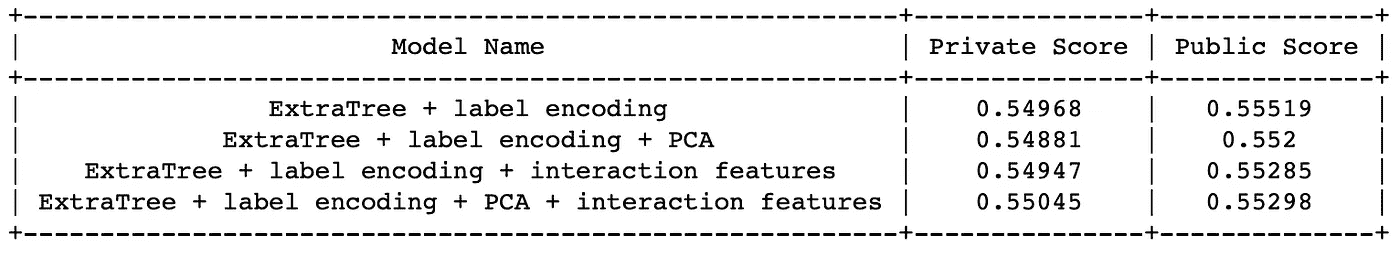 +---------------------------------------------------------+---------------+--------------+
| Model Name | Private Score | Public Score |
+---------------------------------------------------------+---------------+--------------+
| ExtraTree + label encoding | 0.54968 | 0.55519 |
| ExtraTree + label encoding + PCA | 0.54881 | 0.552 |
| ExtraTree + label encoding + interaction features | 0.54947 | 0.55285 |
| ExtraTree + label encoding + PCA + interaction features | 0.55045 | 0.55298 |
+---------------------------------------------------------+---------------+--------------+